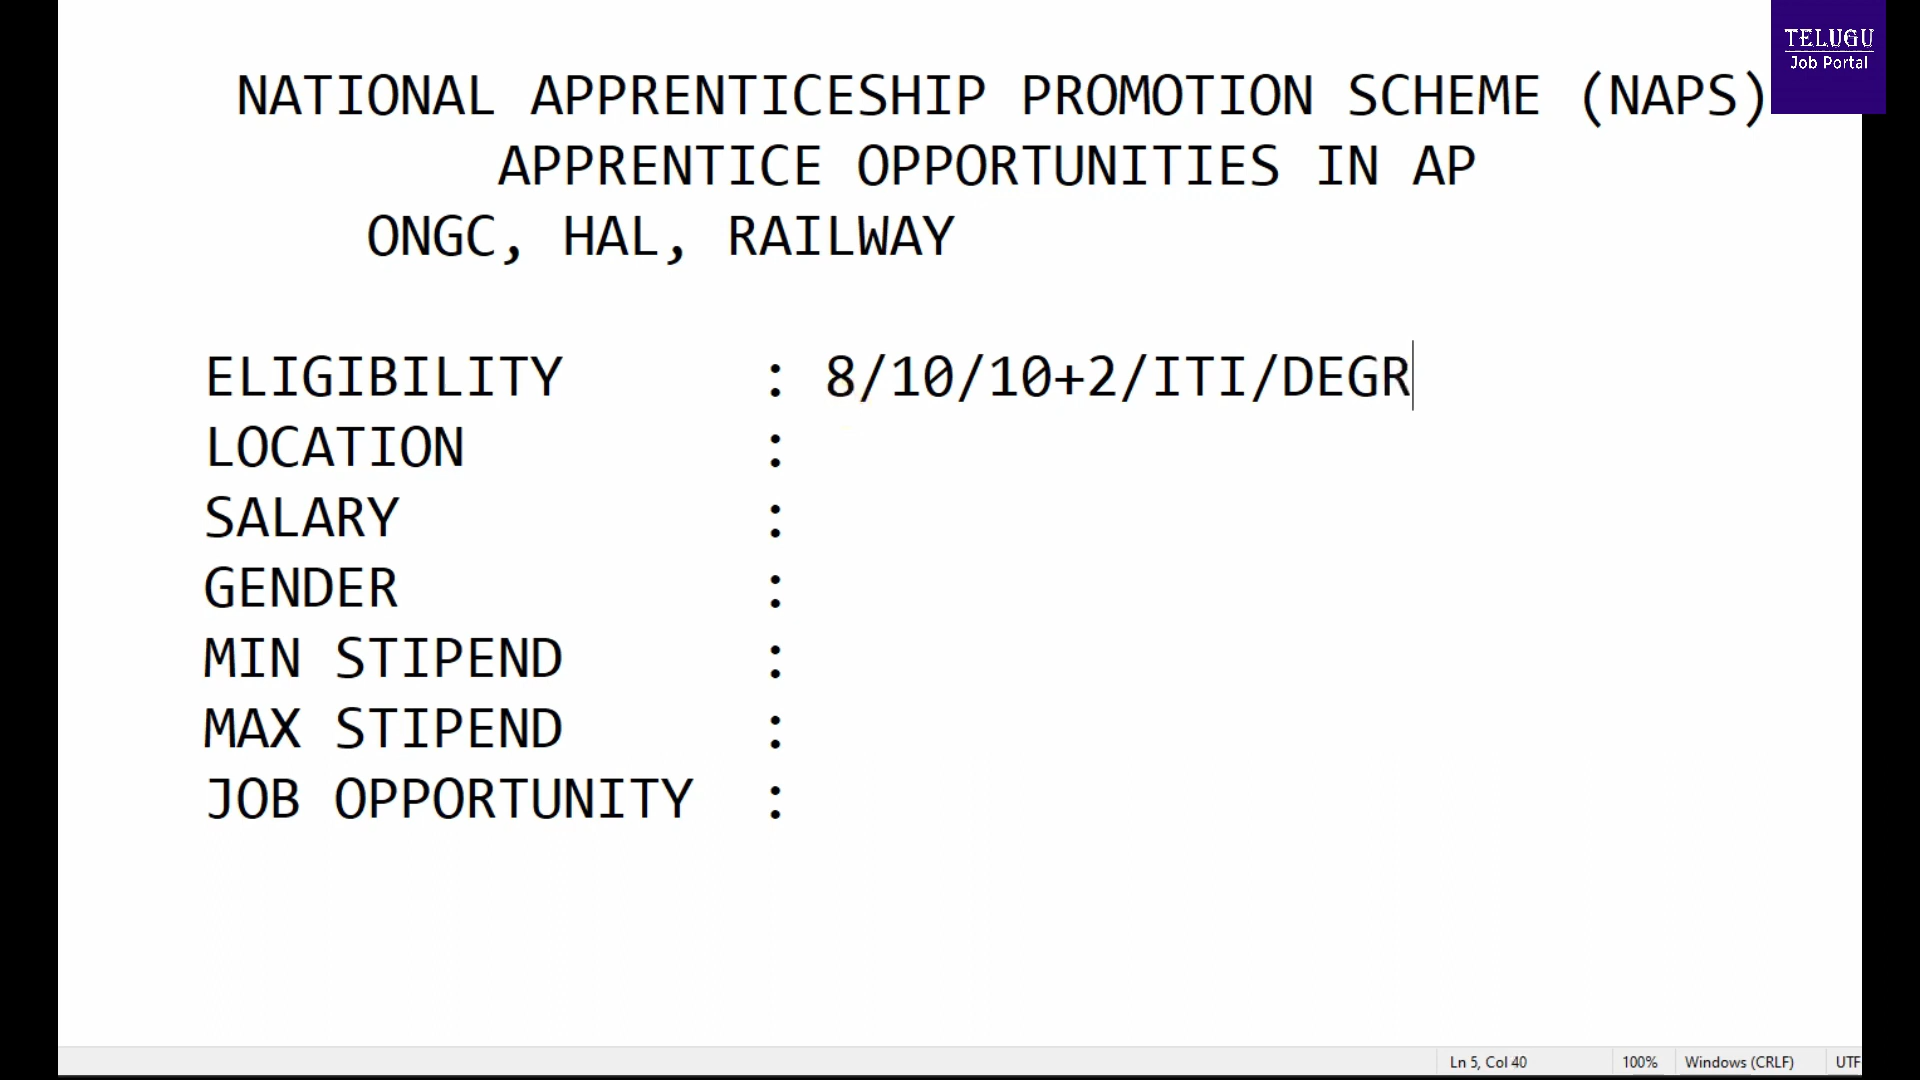 TELUGU
Job Portal
NATIONAL APPRENTICESHIP PROMOTION SCHEME (NAPS)
APPRENTICE OPPORTUNITIES IN AP
ONGC, HAL, RAILWAY
ELIGIBILITY : 8/10/10+2/ITI/DEGR
LOCATION :
SALARY :
GENDER :
MIN STIPEND :
MAX STIPEND :
JOB OPPORTUNITY :
Ln 5, Col 40 100% Windows (CRLF) UTF